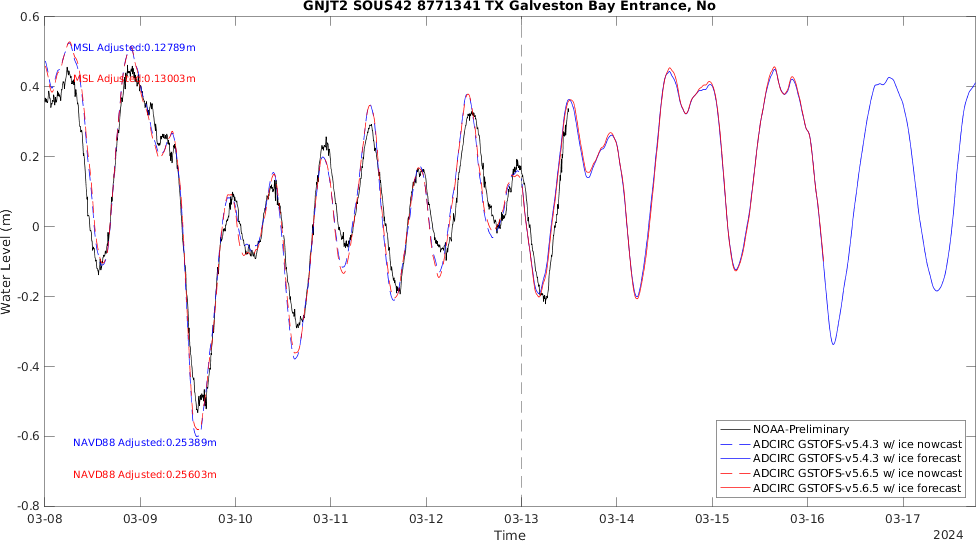 GNJT2 SOUS42 8771341 TX Galveston Bay Entrance, No
0.6
MSL Adjusted:0.12789m
MSL Adjusted:0.13003m
0.4
0.2
0
-0.2
-0.4
-0.6
-0.8
Water Level (m)
NAVD88 Adjusted:0.25389m
NAVD88 Adjusted:0.25603m
NOAA-Preliminary
ADCIRC GSTOFS-v5.4.3 w/ ice nowcast
ADCIRC GSTOFS-v5.4.3 w/ ice forecast
ADCIRC GSTOFS-v5.6.5 w/ ice nowcast
ADCIRC GSTOFS-v5.6.5 w/ ice forecast
03-08 03-09 03-10 03-11 03-12 03-13 03-14 03-15 03-16 03-17
Time
2024